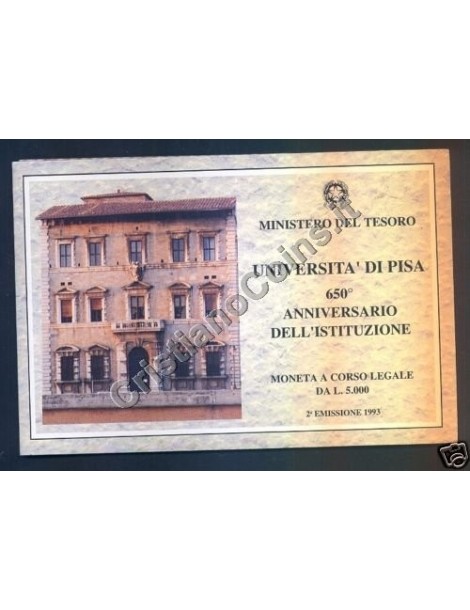 MINISTERO DEL TESORO
UNIVERSITA' DI PISA
650°
ANNIVERSARIO
DELL'ISTITUZIONE
MONETA A CORSO LEGALE
DA L. 5.000
2ª EMISSIONE 1993
CristianoCoins.it